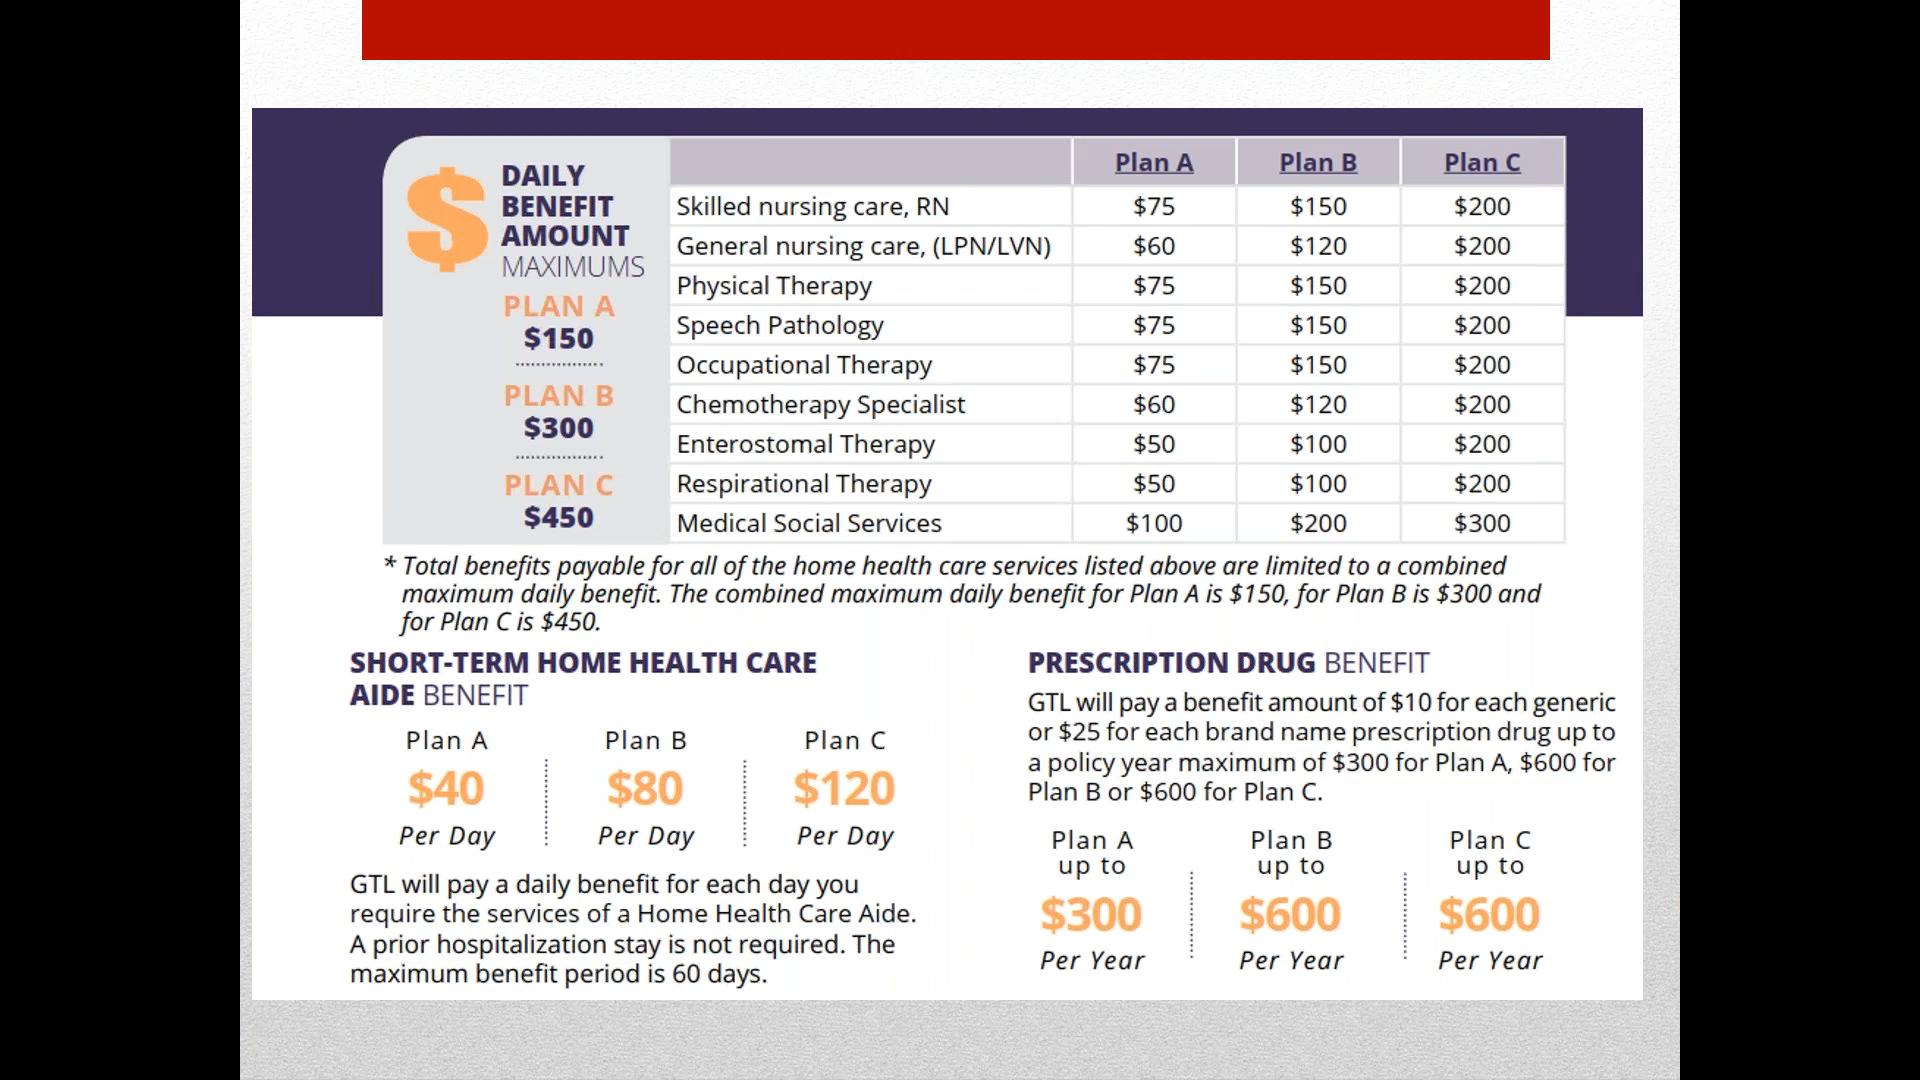 $
DAILY
BENEFIT
AMOUNT
MAXIMUMS
PLAN A
$150
PLAN B
$300
PLAN C
$450
Plan A Plan B Plan C
Skilled nursing care, RN $75 $150 $200
General nursing care, (LPN/LVN) $60 $120 $200
Physical Therapy $75 $150 $200
Speech Pathology $75 $150 $200
Occupational Therapy $75 $150 $200
Chemotherapy Specialist $60 $120 $200
Enterostomal Therapy $50 $100 $200
Respirational Therapy $50 $100 $200
Medical Social Services $100 $200 $300
* Total benefits payable for all of the home health care services listed above are limited to a combined
maximum daily benefit. The combined maximum daily benefit for Plan A is $150, for Plan B is $300 and
for Plan C is $450.
SHORT-TERM HOME HEALTH CARE
AIDE BENEFIT
Plan A Plan B Plan C
$40 $80 $120
Per Day Per Day Per Day
GTL will pay a daily benefit for each day you
require the services of a Home Health Care Aide.
A prior hospitalization stay is not required. The
maximum benefit period is 60 days.
PRESCRIPTION DRUG BENEFIT
GTL will pay a benefit amount of $10 for each generic
or $25 for each brand name prescription drug up to
a policy year maximum of $300 for Plan A, $600 for
Plan B or $600 for Plan C.
Plan A Plan B Plan C
up to up to up to
$300 $600 $600
Per Year Per Year Per Year